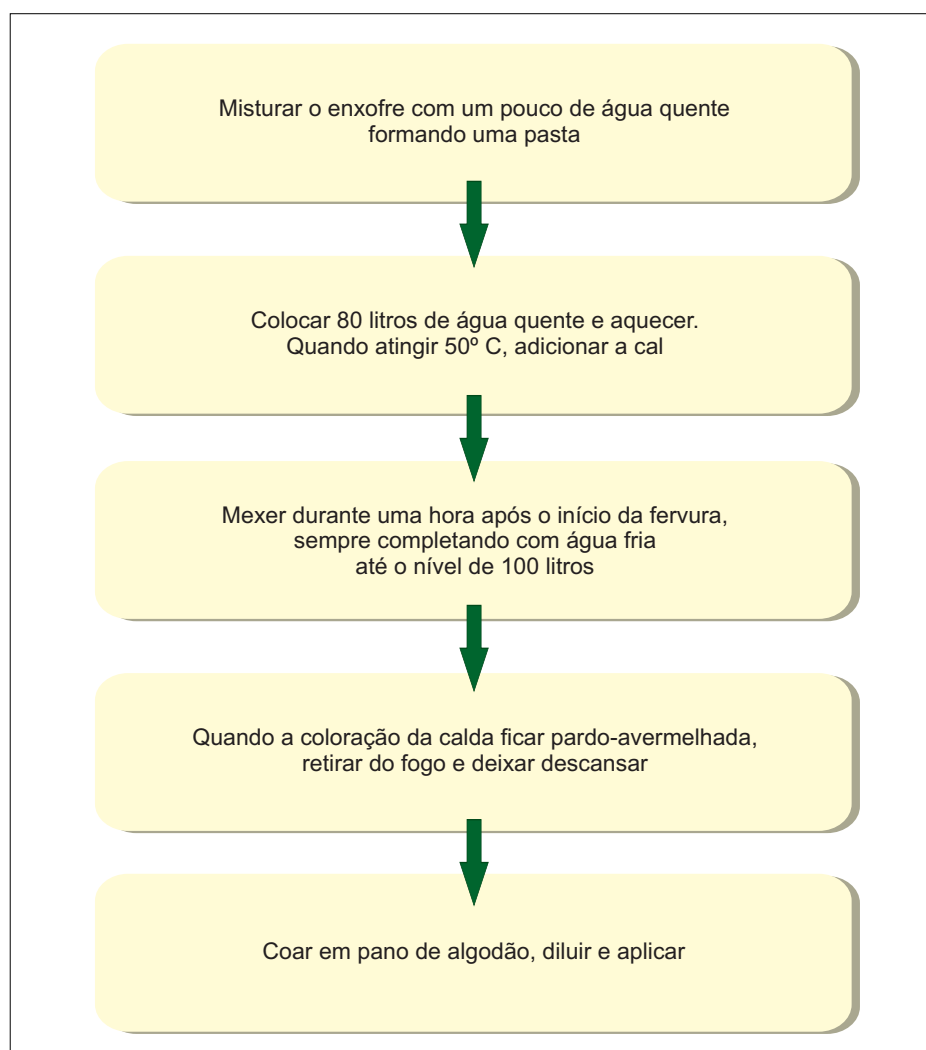 Misturar o enxofre com um pouco de água quente
formando uma pasta
Colocar 80 litros de água quente e aquecer.
Quando atingir 50º C, adicionar a cal
Mexer durante uma hora após o início da fervura,
sempre completando com água fria
até o nível de 100 litros
Quando a coloração da calda ficar pardo-avermelhada,
retirar do fogo e deixar descansar
Coar em pano de algodão, diluir e aplicar